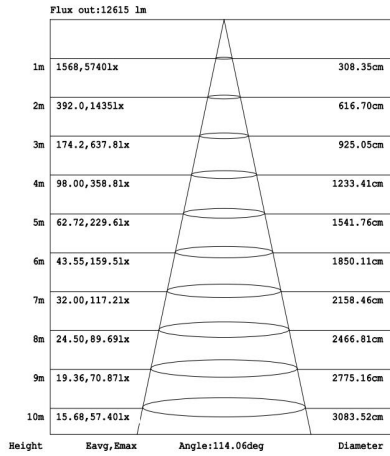 Flux out:12615 lm
1m 1568,5740lx 308.35cm
2m 392.0,1435lx 616.70cm
3m 174.2,637.8lx 925.05cm
4m 98.00,358.8lx 1233.41cm
5m 62.72,229.6lx 1541.76cm
6m 43.55,159.5lx 1850.11cm
7m 32.00,117.2lx 2158.46cm
8m 24.50,89.69lx 2466.81cm
9m 19.36,70.87lx 2775.16cm
10m 15.68,57.40lx 3083.52cm
Height Eavg,Emax Angle:114.06deg Diameter